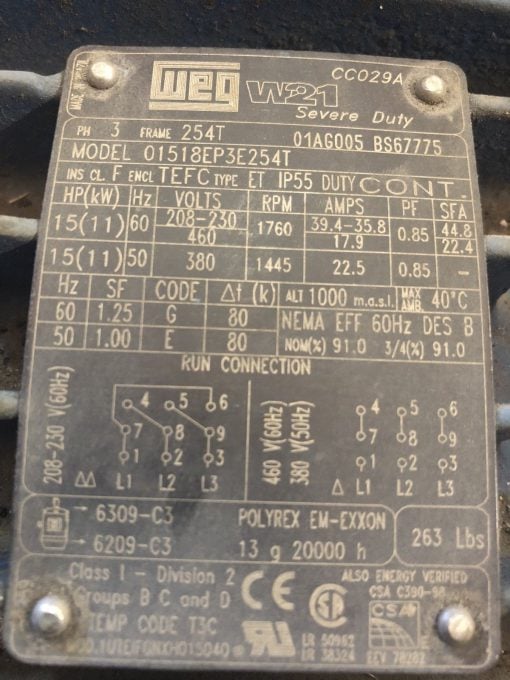 MADE IN BRAZIL
WEG W21 CC029A
Severe Duty
PH 3 FRAME 254T 01AG005 BS67775
MODEL 01518EP3E254T
INS CL. F ENCL TEFC TYPE ET IP55 DUTY CONT.
HP(kW) Hz VOLTS RPM AMPS PF SFA
15(11) 60 208-230 1760 39.4-35.8 0.85 44.8
460 17.9 22.4
15(11) 50 380 1445 22.5 0.85 -
Hz SF CODE Δt (k) ALT 1000 m.a.s.l. MAX AMB. 40°C
60 1.25 G 80 NEMA EFF 60Hz DES B
50 1.00 E 80 NOM(%) 91.0 3/4(%) 91.0
RUN CONNECTION
208-230 V(60Hz)
4 5 6
7 8 9
1 2 3
ΔΔ L1 L2 L3
460 V(60Hz)
380 V(50Hz)
4 5 6
7 8 9
1 2 3
Δ L1 L2 L3
→ 6309-C3 POLYREX EM-EXXON
→ 6209-C3 13 g 20000 h
263 Lbs
Class I - Division 2
Groups B C and D
TEMP CODE T3C
CE
ALSO ENERGY VERIFIED
CSA C390-98
LR 50962
LR 38324
CSA
EEV 78282